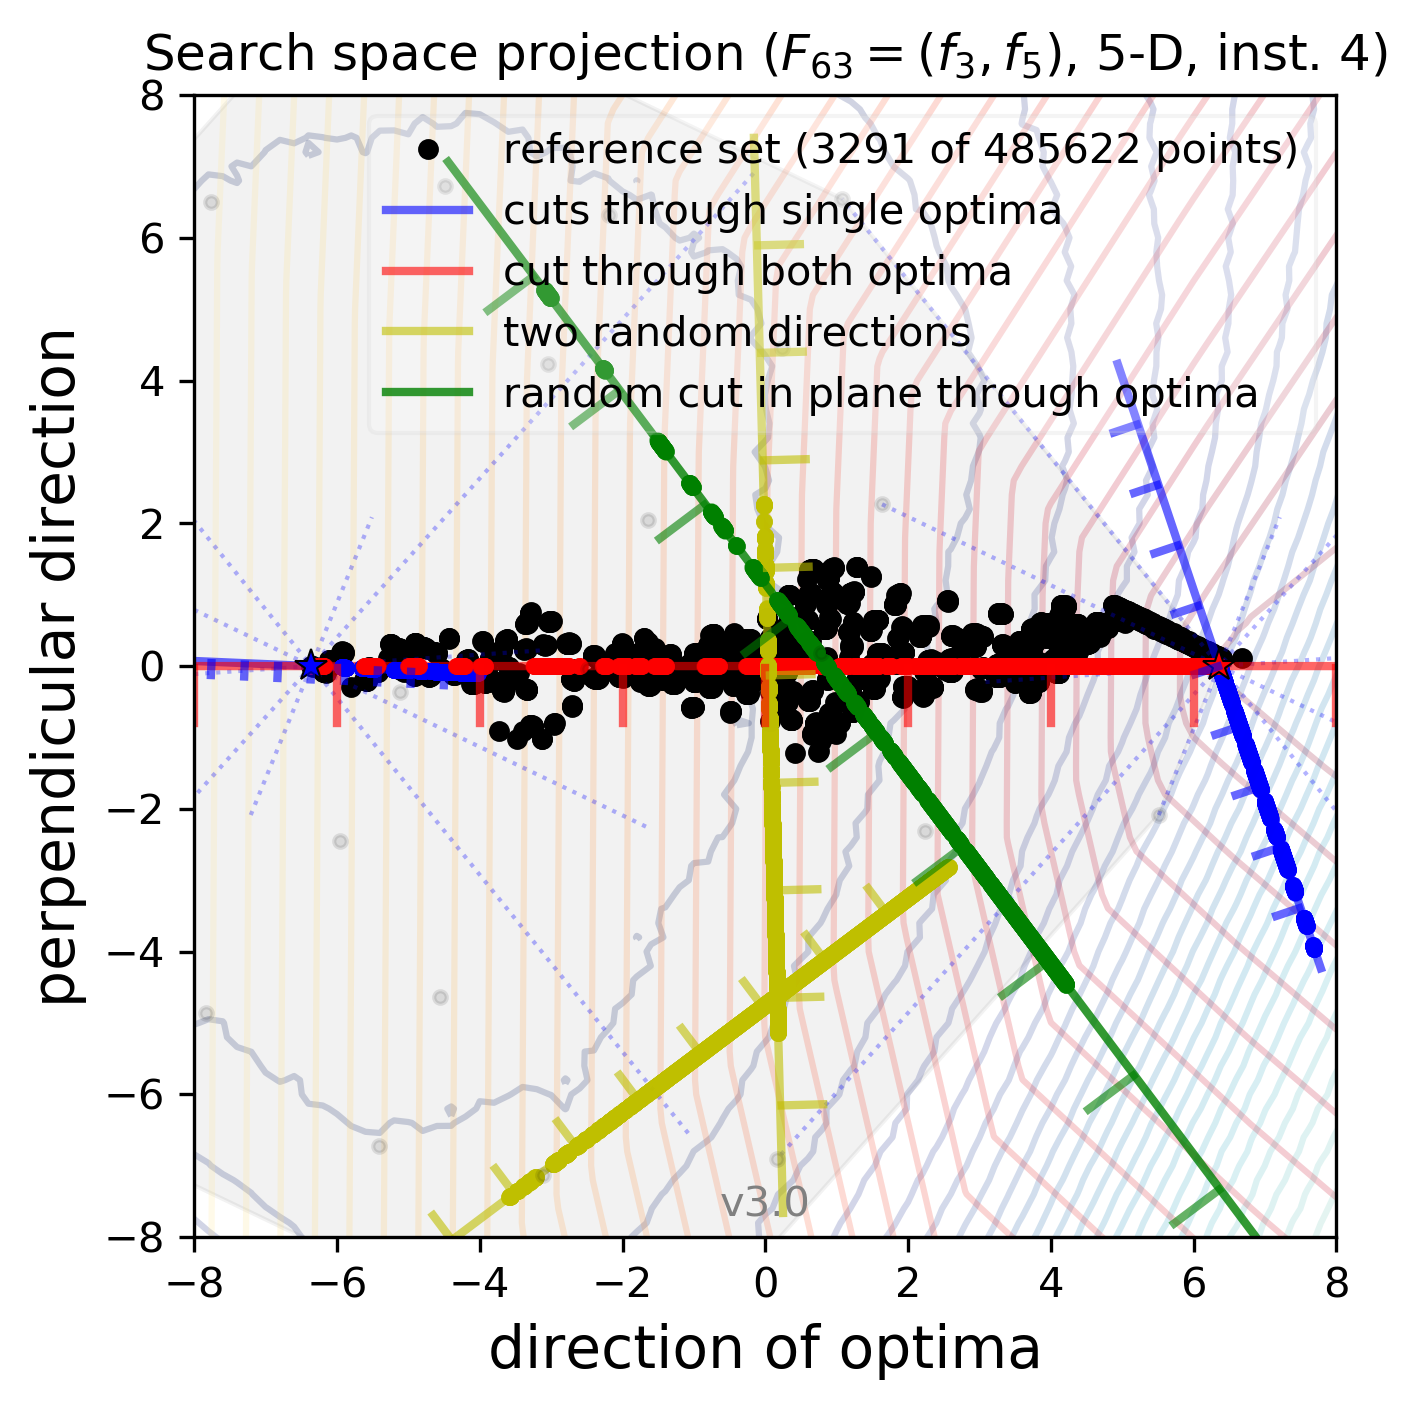 Search space projection (F₆₃ = (f₃, f₅), 5-D, inst. 4)
reference set (3291 of 485622 points)
cuts through single optima
cut through both optima
two random directions
random cut in plane through optima
perpendicular direction
8
6
4
2
0
−2
−4
−6
−8
v3.0
−8 −6 −4 −2 0 2 4 6 8
direction of optima